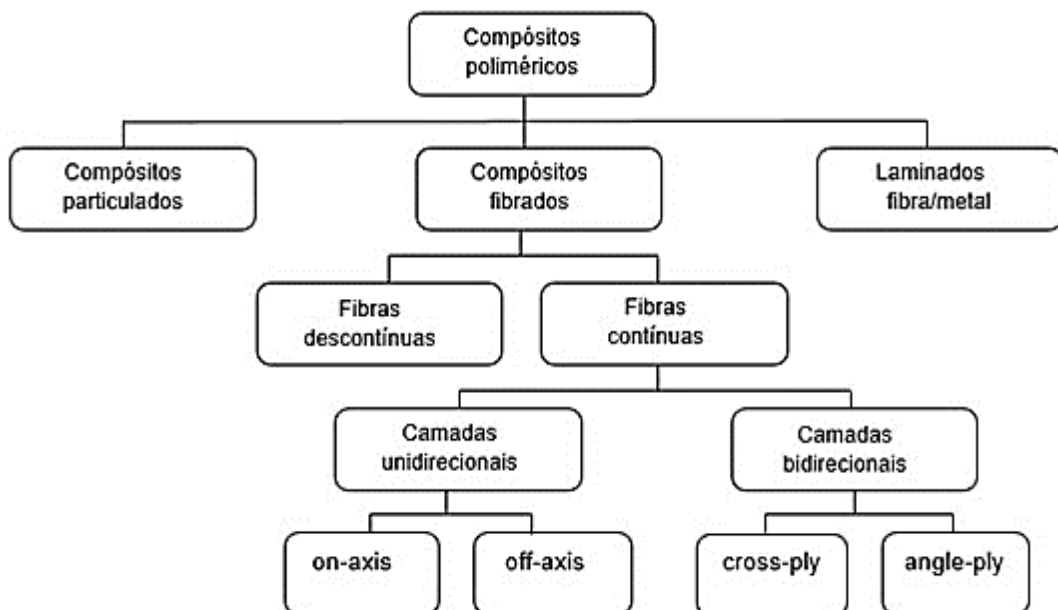 Compósitos
poliméricos
Compósitos
particulados
Compósitos
fibrados
Laminados
fibra/metal
Fibras
descontínuas
Fibras
contínuas
Camadas
unidirecionais
Camadas
bidirecionais
on-axis
off-axis
cross-ply
angle-ply